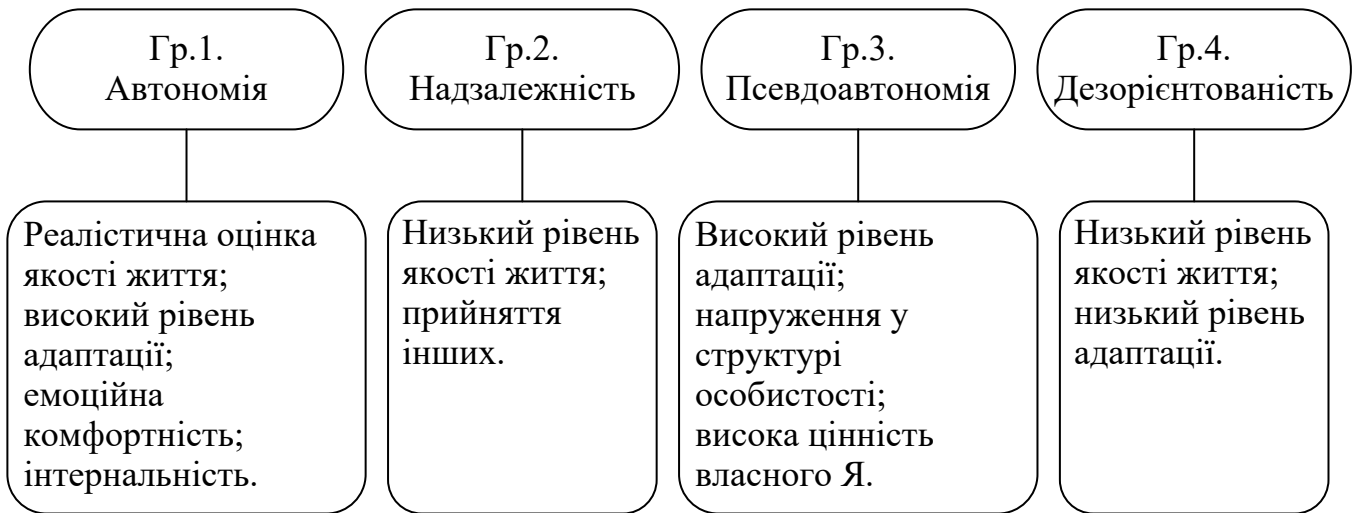 Гр.1.
Автономія
Гр.2.
Надзалежність
Гр.3.
Псевдоавтономія
Гр.4.
Дезорієнтованість
Реалістична оцінка
якості життя;
високий рівень
адаптації;
емоційна
комфортність;
інтернальність.
Низький рівень
якості життя;
прийняття
інших.
Високий рівень
адаптації;
напруження у
структурі
особистості;
висока цінність
власного Я.
Низький рівень
якості життя;
низький рівень
адаптації.